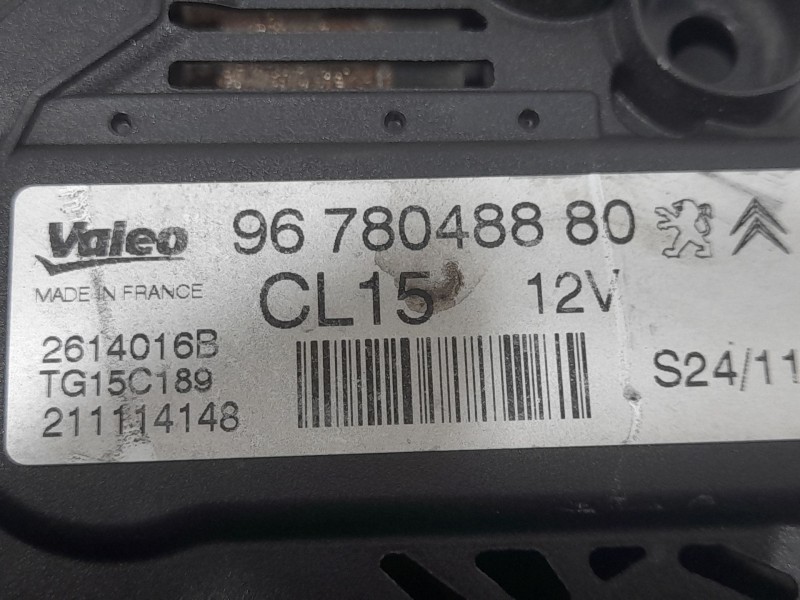 Valeo 96 780488 80
MADE IN FRANCE CL15 12V
2614016B
TG15C189 S24/11
211114148